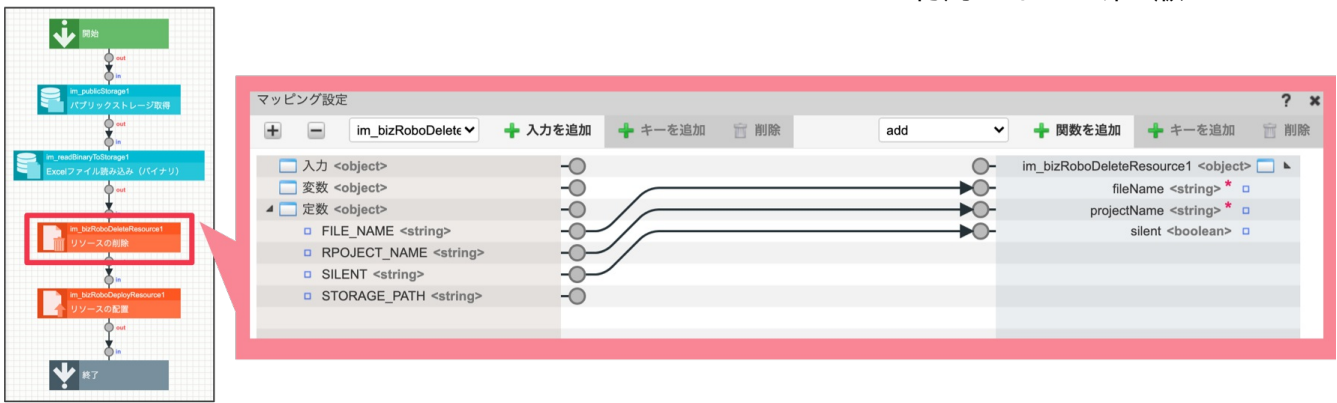 開始
out
in
im_publicStorage1
パブリックストレージ取得
out
in
im_readBinaryToStorage1
Excelファイル読み込み（バイナリ）
out
im_bizRoboDeleteResource1
リソースの削除
in
im_bizRoboDeployResource1
リソースの配置
out
in
終了
マッピング設定
? ×
im_bizRoboDelete 入力を追加 キーを追加 削除 add 関数を追加 キーを追加 削除
入力 <object> im_bizRoboDeleteResource1 <object>
変数 <object> fileName <string> *
定数 <object> projectName <string> *
FILE_NAME <string> silent <boolean>
RPOJECT_NAME <string>
SILENT <string>
STORAGE_PATH <string>